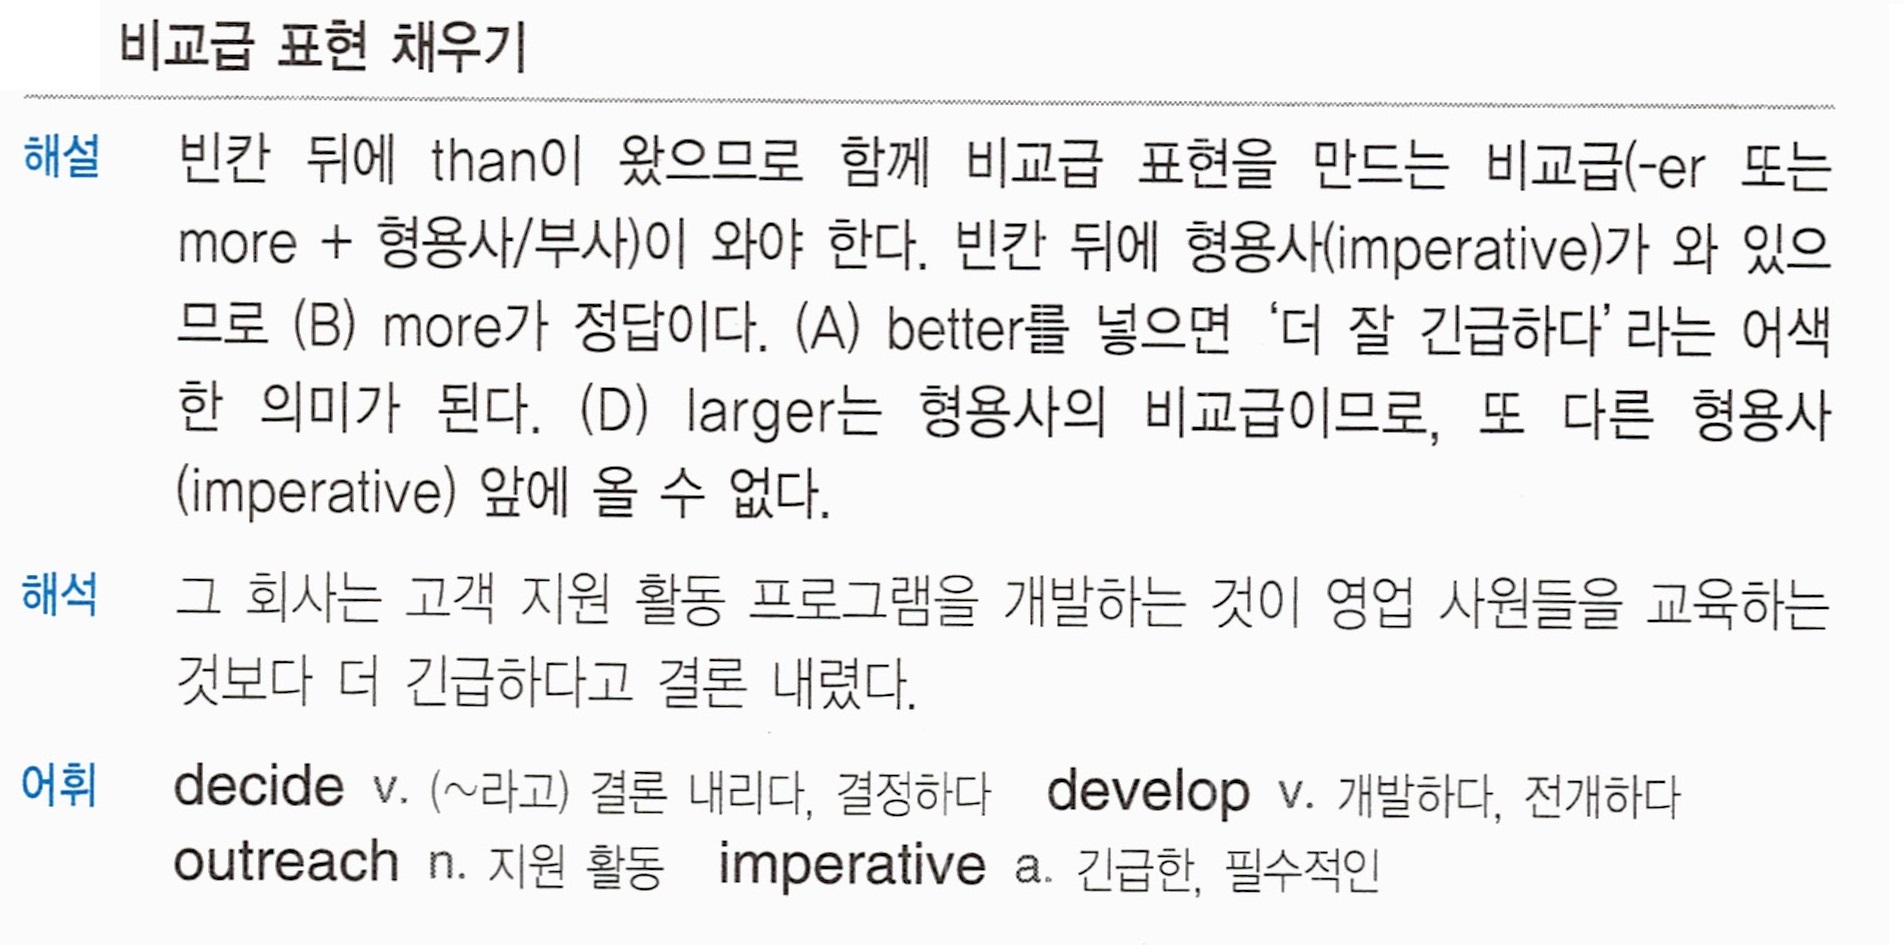 비교급 표현 채우기
해설 빈칸 뒤에 than이 왔으므로 함께 비교급 표현을 만드는 비교급(-er 또는
more + 형용사/부사)이 와야 한다. 빈칸 뒤에 형용사(imperative)가 와 있으
므로 (B) more가 정답이다. (A) better를 넣으면 ‘더 잘 긴급하다’라는 어색
한 의미가 된다. (D) larger는 형용사의 비교급이므로, 또 다른 형용사
(imperative) 앞에 올 수 없다.
해석 그 회사는 고객 지원 활동 프로그램을 개발하는 것이 영업 사원들을 교육하는
것보다 더 긴급하다고 결론 내렸다.
어휘 decide v. (~라고) 결론 내리다, 결정하다 develop v. 개발하다, 전개하다
outreach n. 지원 활동 imperative a. 긴급한, 필수적인